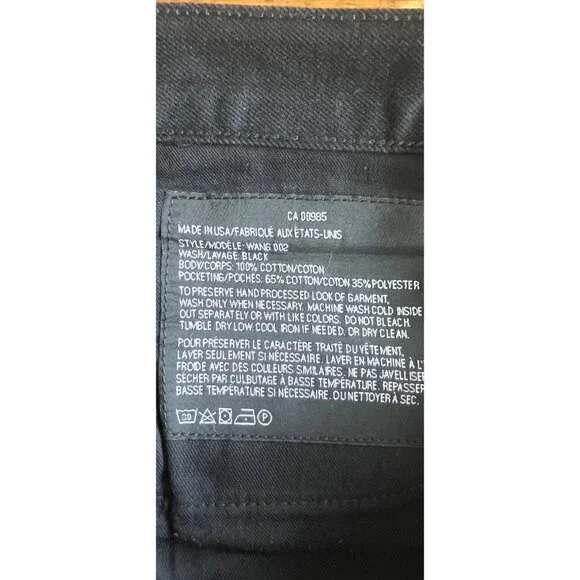 CA 00985
MADE IN USA/FABRIQUÉ AUX ÉTATS-UNIS
STYLE/MODÈLE: WANG 002
WASH/LAVAGE: BLACK
BODY/CORPS: 100% COTTON/COTON
POCKETING/POCHES: 65% COTTON/COTON 35% POLYESTER
TO PRESERVE HAND PROCESSED LOOK OF GARMENT,
WASH ONLY WHEN NECESSARY. MACHINE WASH COLD INSIDE
OUT SEPARATELY OR WITH LIKE COLORS. DO NOT BLEACH.
TUMBLE DRY LOW. COOL IRON IF NEEDED. OR DRY CLEAN.
POUR PRÉSERVER LE CARACTÈRE TRAITÉ DU VÊTEMENT,
LAVER SEULEMENT SI NÉCESSAIRE. LAVER EN MACHINE À L'
FROIDE AVEC DES COULEURS SIMILAIRES. NE PAS JAVELLISER
SÉCHER PAR CULBUTAGE À BASSE TEMPÉRATURE. REPASSER
BASSE TEMPÉRATURE SI NÉCESSAIRE. OU NETTOYER À SEC.
30 P